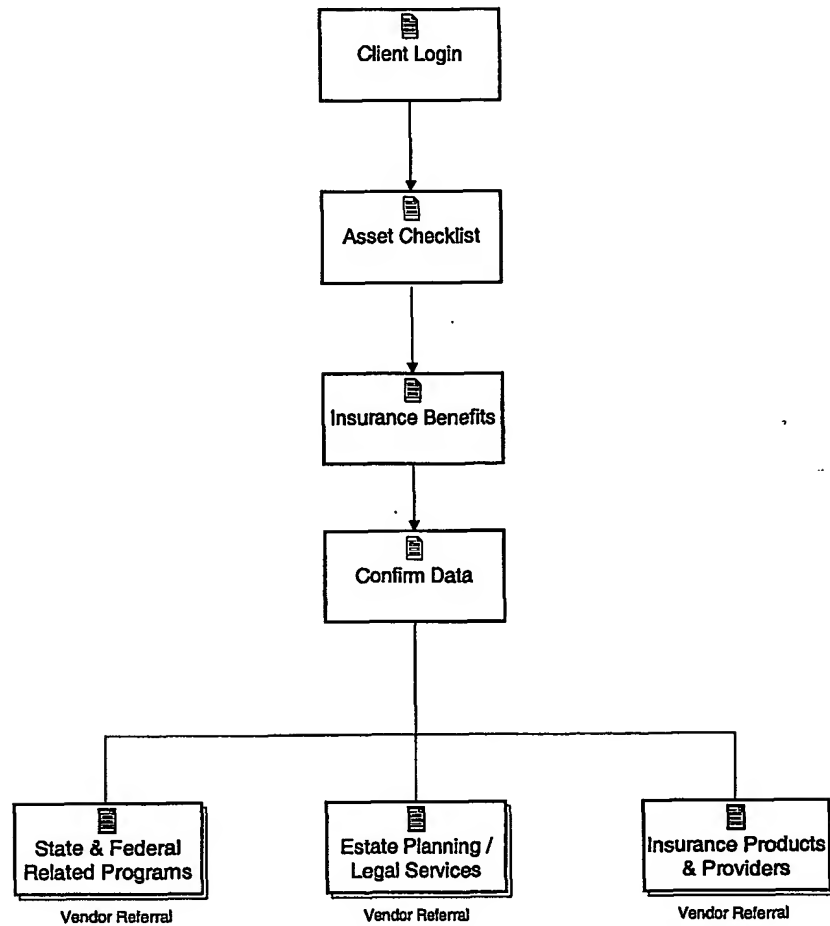 Client Login
Asset Checklist
Insurance Benefits
Confirm Data
State & Federal
Related Programs
Estate Planning /
Legal Services
Insurance Products
& Providers
Vendor Referral
Vendor Referral
Vendor Referral